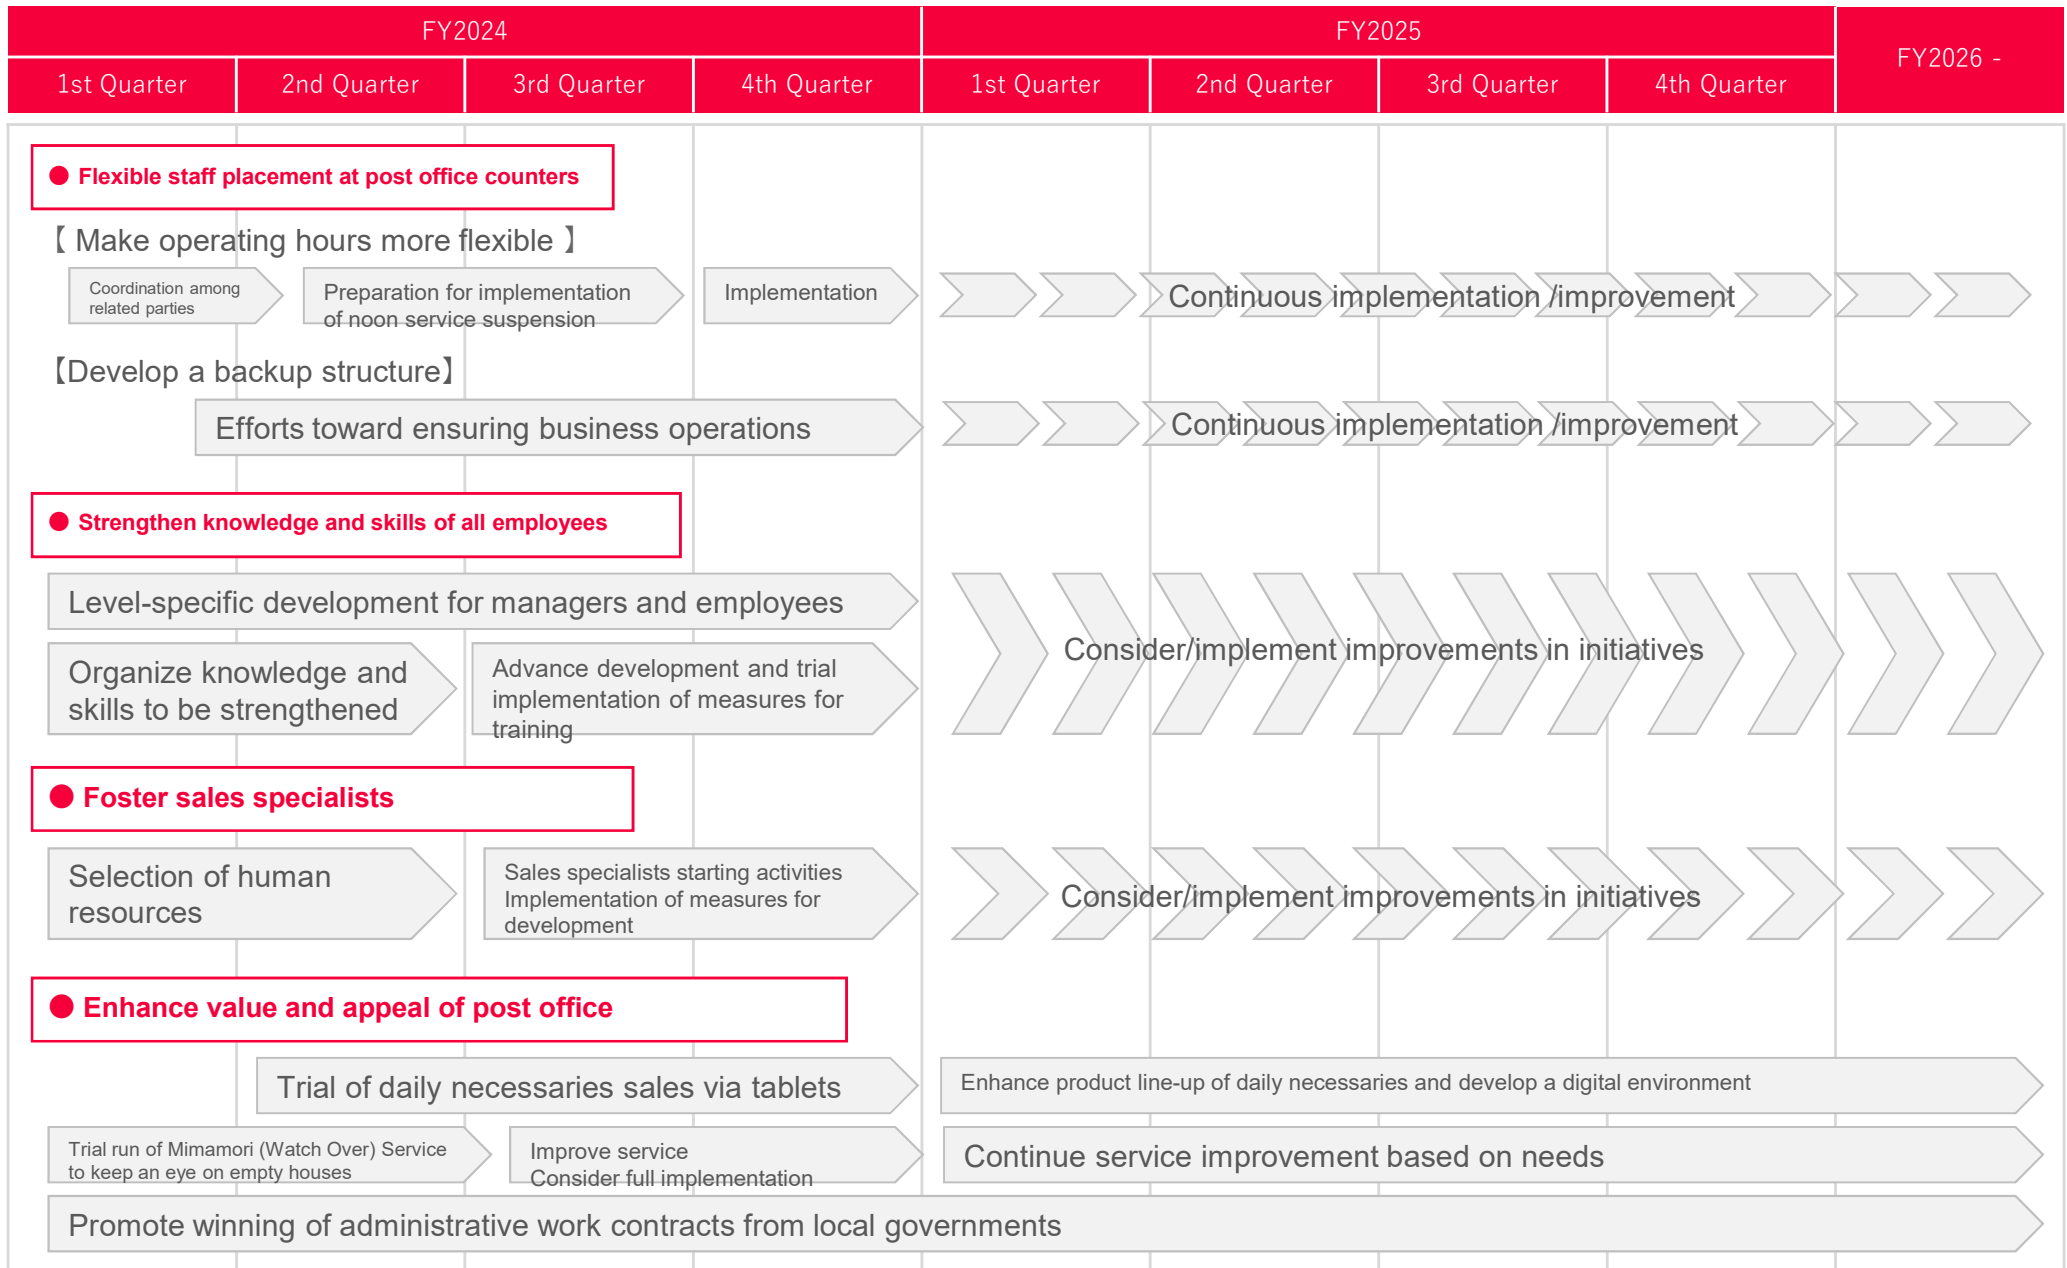 FY2024
FY2025
FY2026 -
1st Quarter
2nd Quarter
3rd Quarter
4th Quarter
1st Quarter
2nd Quarter
3rd Quarter
4th Quarter
● Flexible staff placement at post office counters
【 Make operating hours more flexible 】
Coordination among
related parties
Preparation for implementation
of noon service suspension
Implementation
Continuous implementation /improvement
【Develop a backup structure】
Efforts toward ensuring business operations
Continuous implementation /improvement
● Strengthen knowledge and skills of all employees
Level-specific development for managers and employees
Organize knowledge and
skills to be strengthened
Advance development and trial
implementation of measures for
training
Consider/implement improvements in initiatives
● Foster sales specialists
Selection of human
resources
Sales specialists starting activities
Implementation of measures for
development
Consider/implement improvements in initiatives
● Enhance value and appeal of post office
Trial of daily necessaries sales via tablets
Enhance product line-up of daily necessaries and develop a digital environment
Trial run of Mimamori (Watch Over) Service
to keep an eye on empty houses
Improve service
Consider full implementation
Continue service improvement based on needs
Promote winning of administrative work contracts from local governments